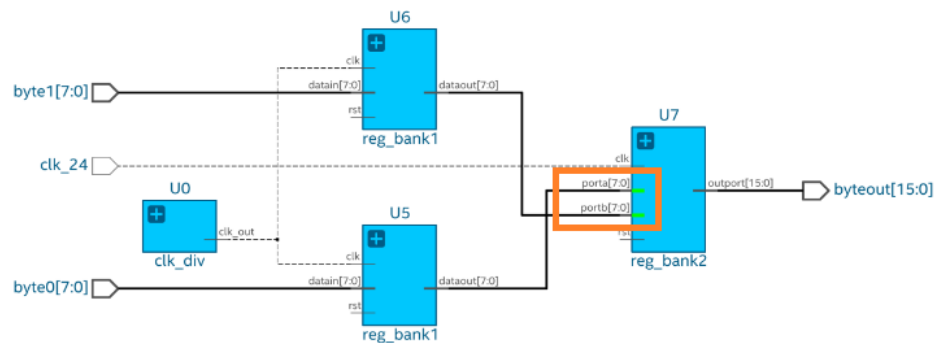 U6
clk
byte1[7:0]
datain[7:0]
dataout[7:0]
rst
reg_bank1
U7
clk_24
clk
porta[7:0]
outport[15:0]
byteout[15:0]
portb[7:0]
rst
reg_bank2
U0
clk_out
clk_div
U5
clk
byte0[7:0]
datain[7:0]
dataout[7:0]
rst
reg_bank1